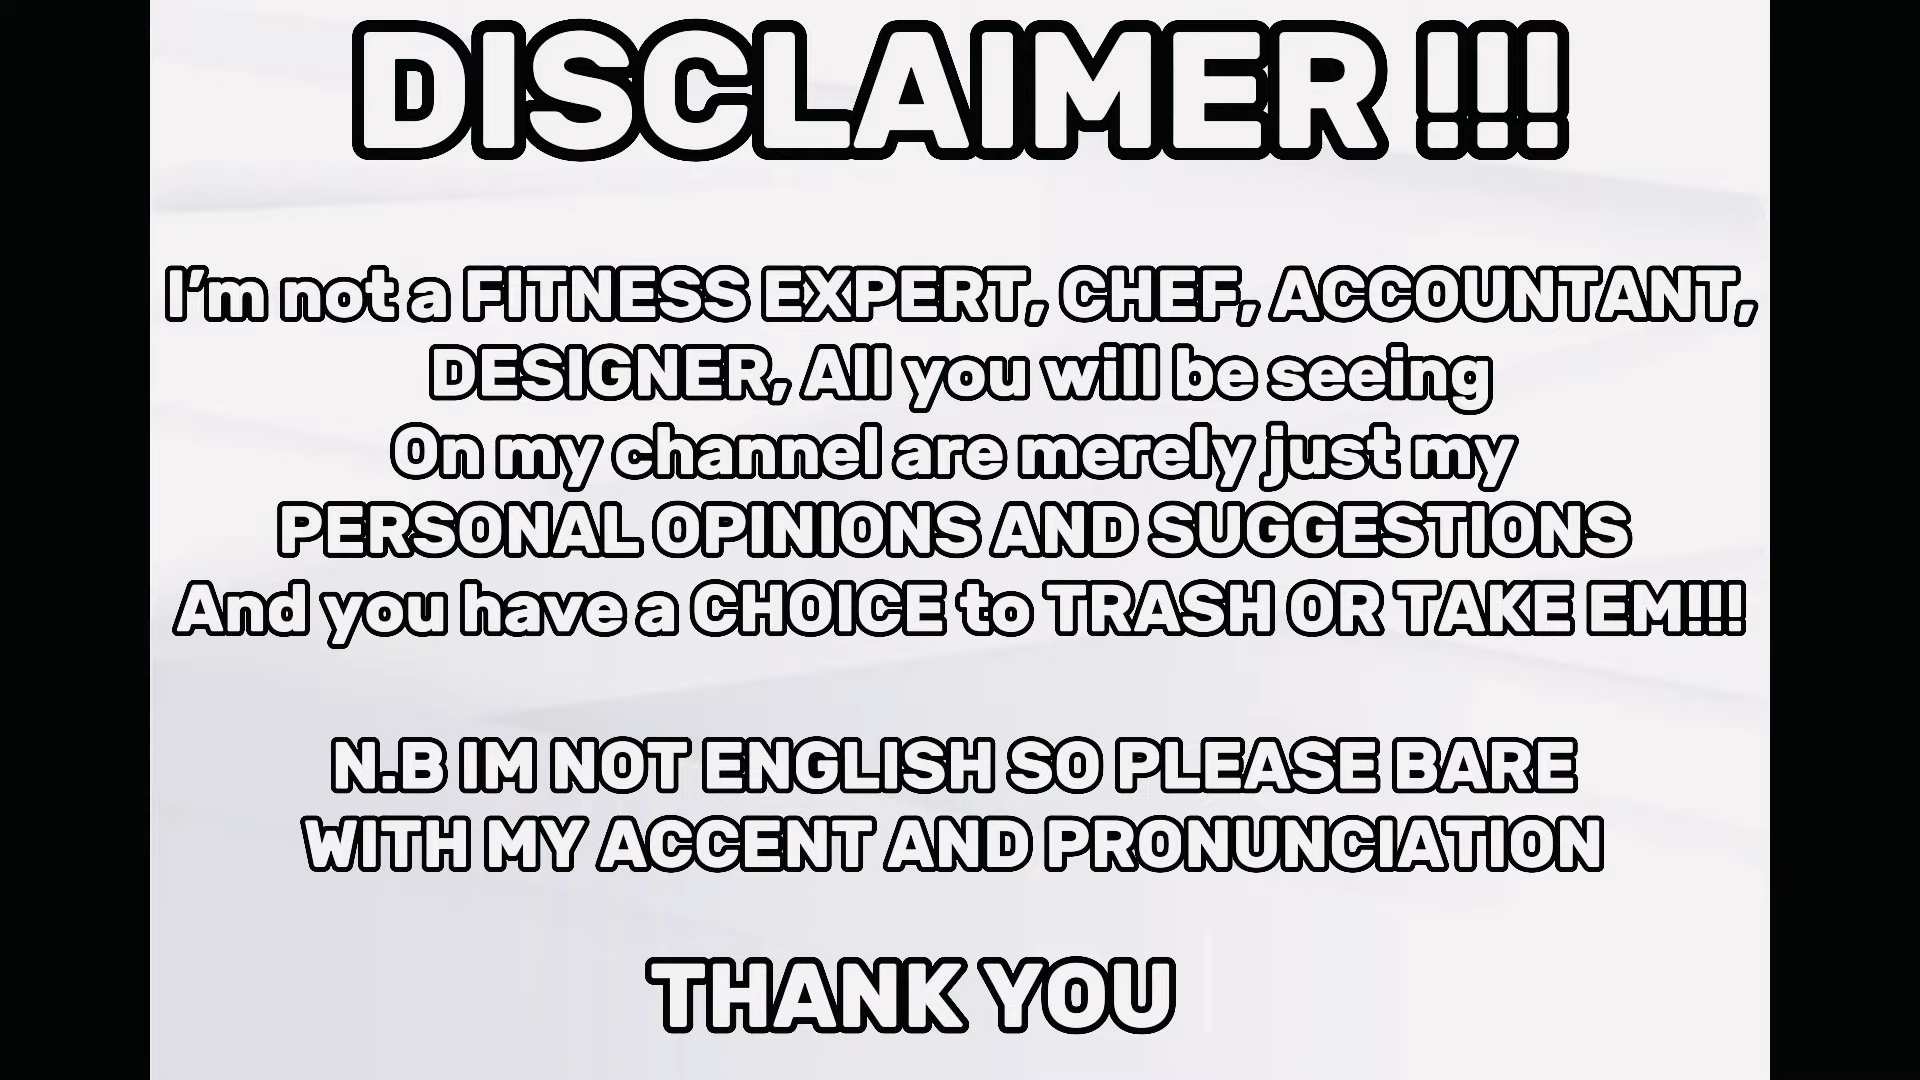 DISCLAIMER !!!
I'm not a FITNESS EXPERT, CHEF, ACCOUNTANT,
DESIGNER, All you will be seeing
On my channel are merely just my
PERSONAL OPINIONS AND SUGGESTIONS
And you have a CHOICE to TRASH OR TAKE EM!!!
N.B IM NOT ENGLISH SO PLEASE BARE
WITH MY ACCENT AND PRONUNCIATION
THANK YOU